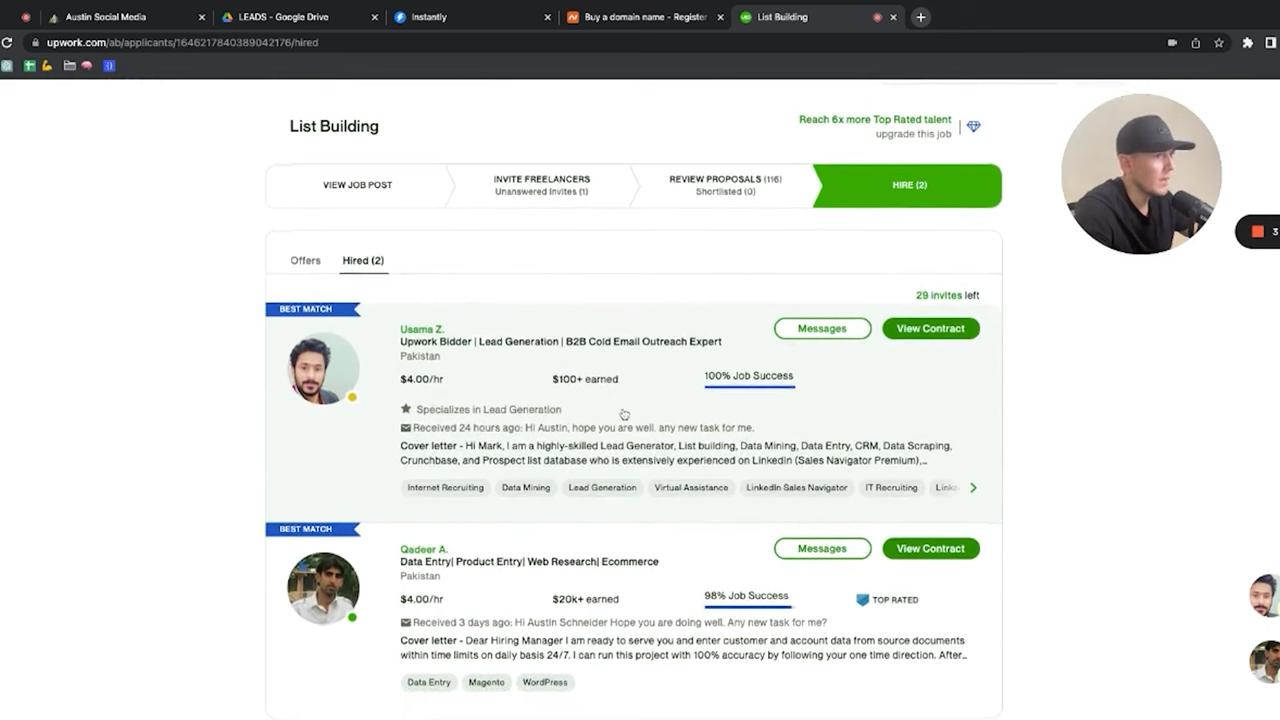 Austin Social Media
LEADS - Google Drive
Instantly
Buy a domain name - Register
List Building
upwork.com/ab/applicants/1646217840389042176/hired
List Building
Reach 6x more Top Rated talent
upgrade this job
VIEW JOB POST
INVITE FREELANCERS
Unanswered Invites (1)
REVIEW PROPOSALS (116)
Shortlisted (0)
HIRE (2)
Offers
Hired (2)
29 invites left
BEST MATCH
Usama Z.
Messages
View Contract
Upwork Bidder | Lead Generation | B2B Cold Email Outreach Expert
Pakistan
$4.00/hr
$100+ earned
100% Job Success
Specializes in Lead Generation
Received 24 hours ago: Hi Austin, hope you are well. any new task for me.
Cover letter - Hi Mark, I am a highly-skilled Lead Generator, List building, Data Mining, Data Entry, CRM, Data Scraping,
Crunchbase, and Prospect list database who is extensively experienced on Linkedin (Sales Navigator Premium),...
Internet Recruiting
Data Mining
Lead Generation
Virtual Assistance
LinkedIn Sales Navigator
IT Recruiting
BEST MATCH
Qadeer A.
Messages
View Contract
Data Entry| Product Entry| Web Research| Ecommerce
Pakistan
$4.00/hr
$20k+ earned
98% Job Success
TOP RATED
Received 3 days ago: Hi Austin Schneider Hope you are doing well. Any new task for me?
Cover letter - Dear Hiring Manager I am ready to serve you and enter customer and account data from source documents
within time limits on daily basis 24/7. I can run this project with 100% accuracy by following your one time direction. After...
Data Entry
Magento
WordPress
3